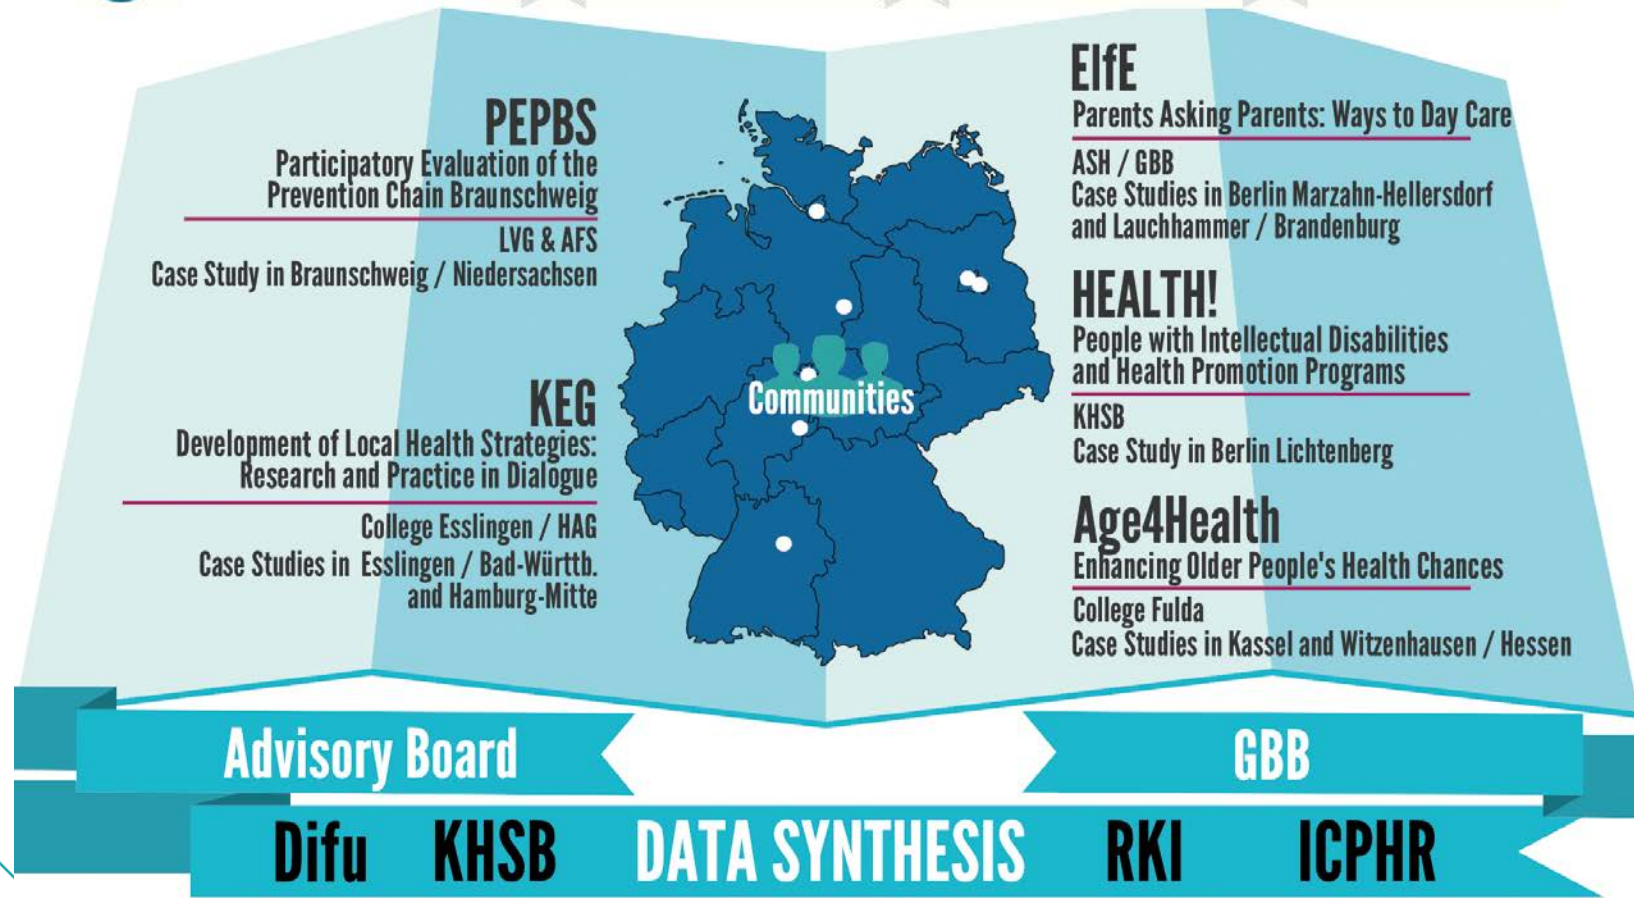 PEPBS
Participatory Evaluation of the
Prevention Chain Braunschweig
LVG & AFS
Case Study in Braunschweig / Niedersachsen
KEG
Development of Local Health Strategies:
Research and Practice in Dialogue
College Esslingen / HAG
Case Studies in Esslingen / Bad-Württb.
and Hamburg-Mitte
Communities
ElfE
Parents Asking Parents: Ways to Day Care
ASH / GBB
Case Studies in Berlin Marzahn-Hellersdorf
and Lauchhammer / Brandenburg
HEALTH!
People with Intellectual Disabilities
and Health Promotion Programs
KHSB
Case Study in Berlin Lichtenberg
Age4Health
Enhancing Older People's Health Chances
College Fulda
Case Studies in Kassel and Witzenhausen / Hessen
Advisory Board
GBB
Difu KHSB DATA SYNTHESIS RKI ICPHR